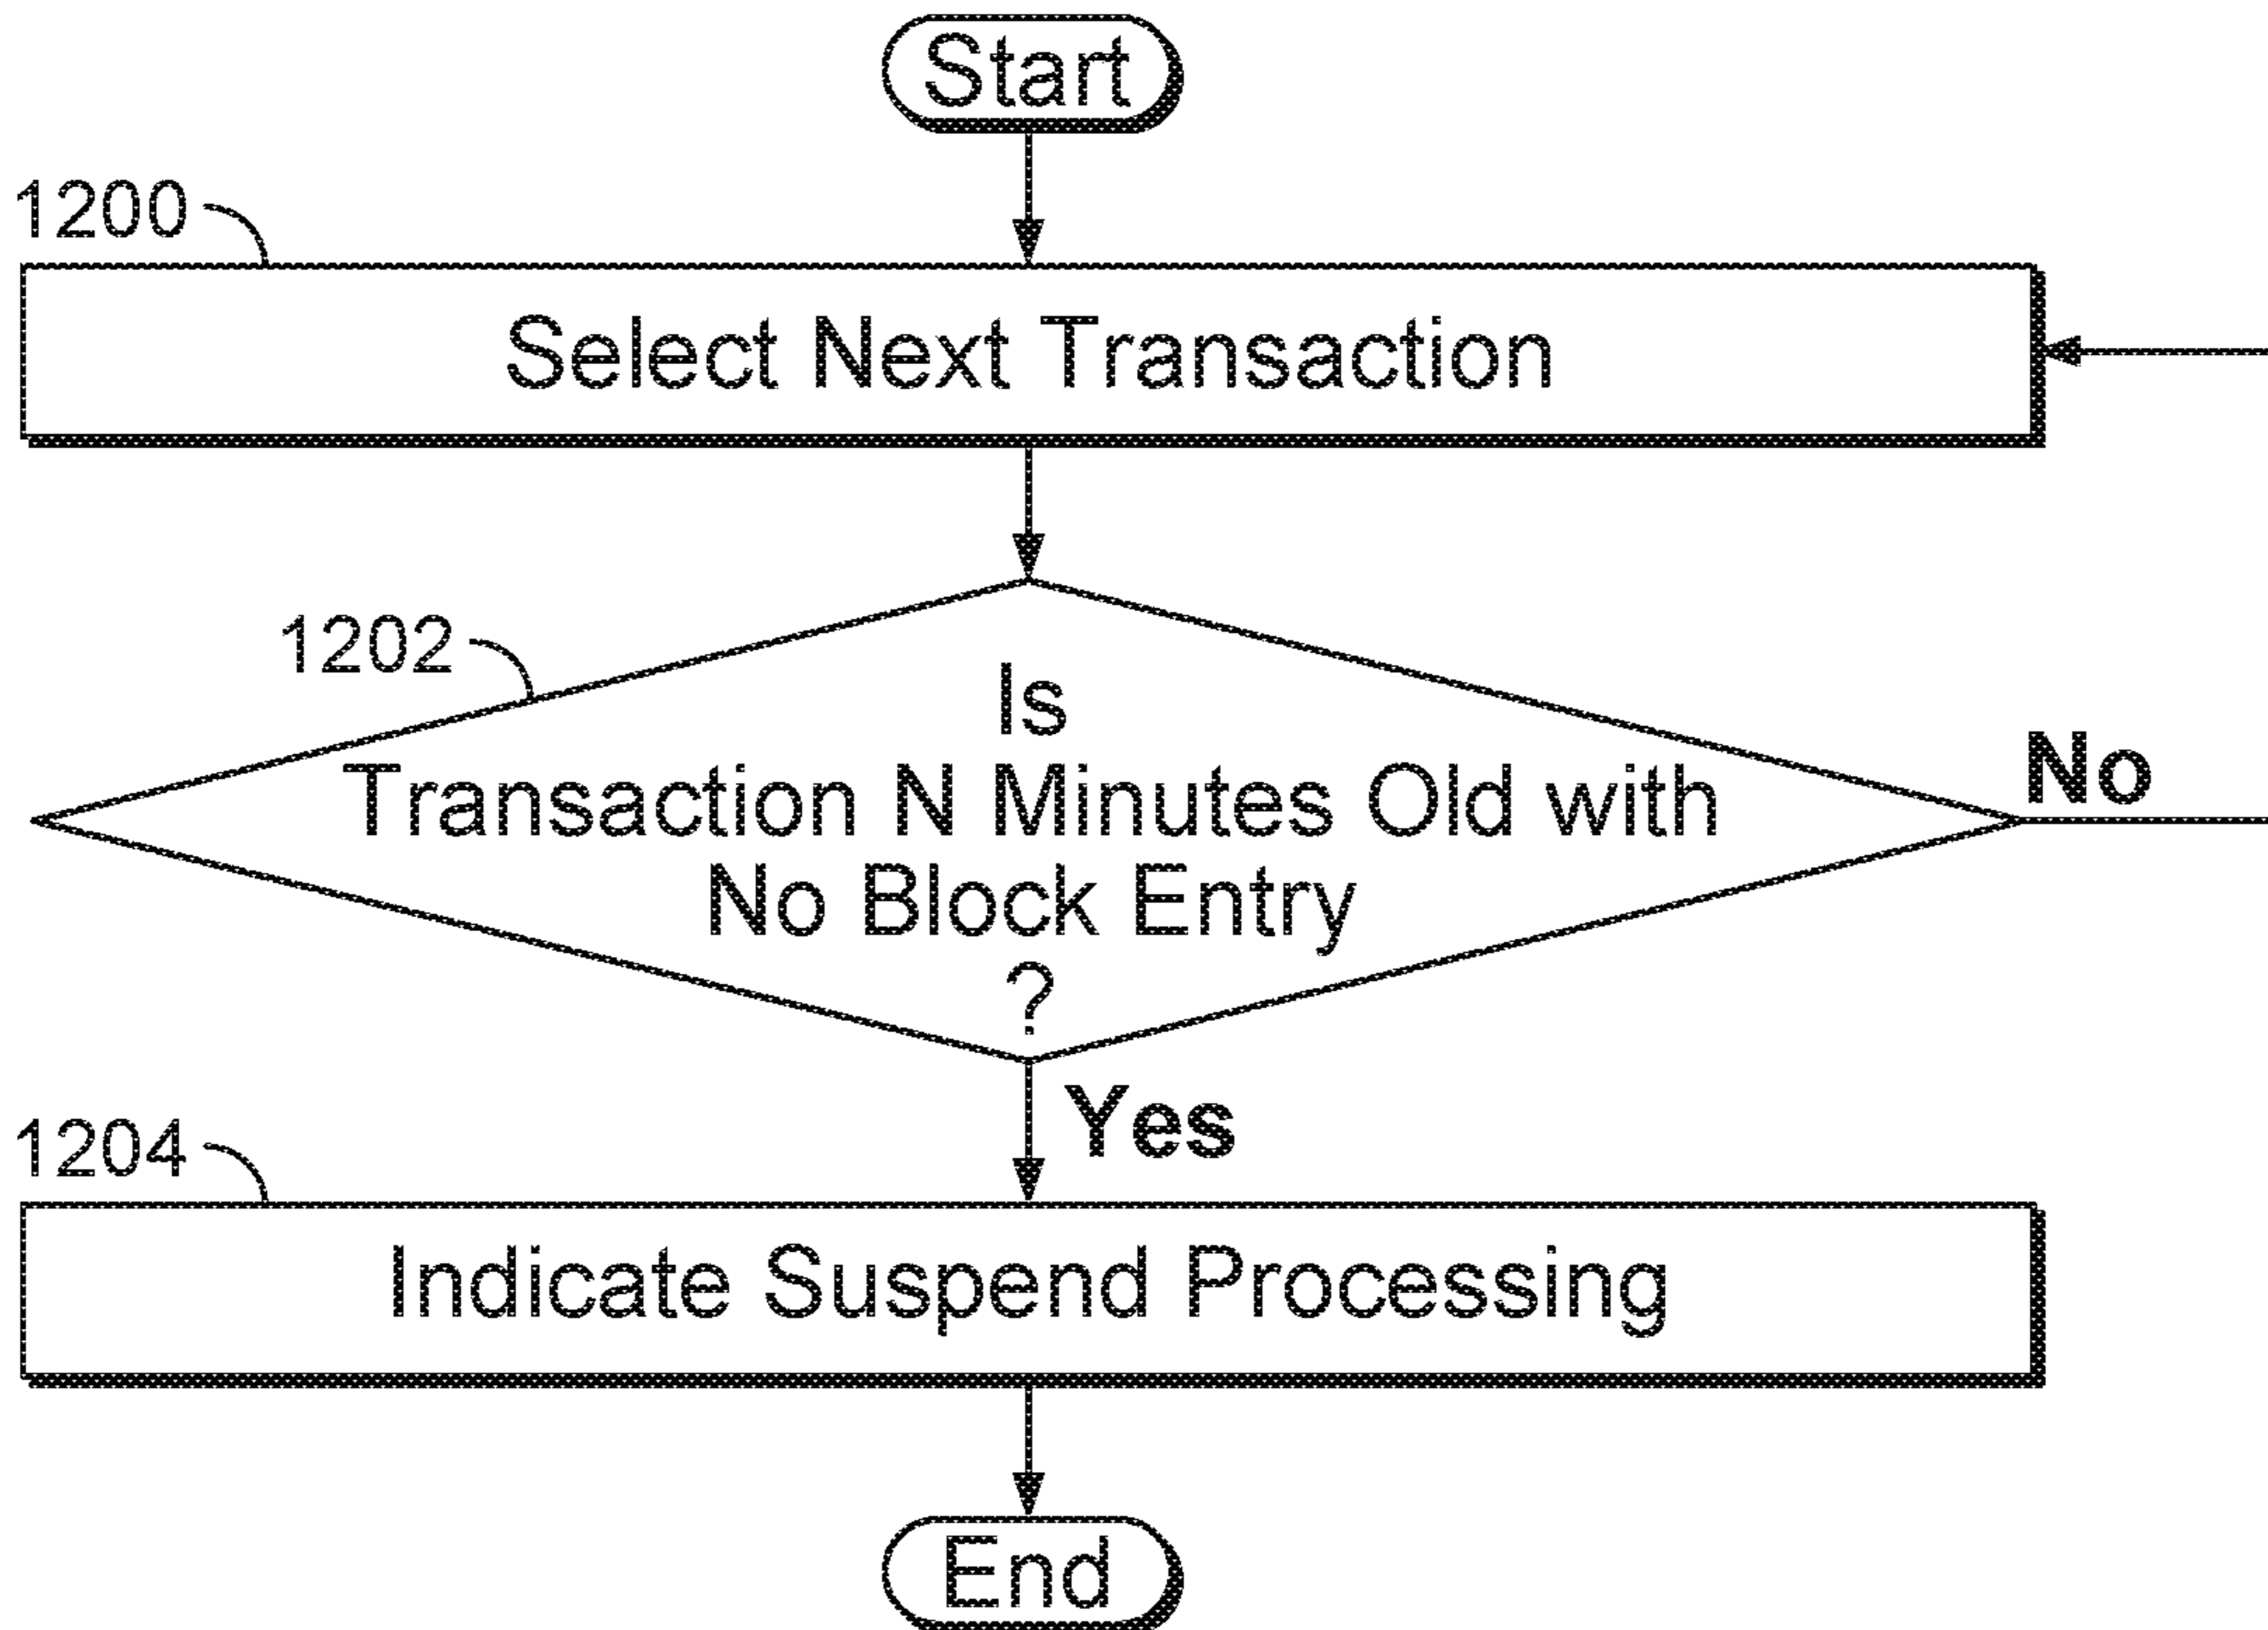 Start
1200
Select Next Transaction
1202
Is
Transaction N Minutes Old with
No Block Entry
?
No
Yes
1204
Indicate Suspend Processing
End